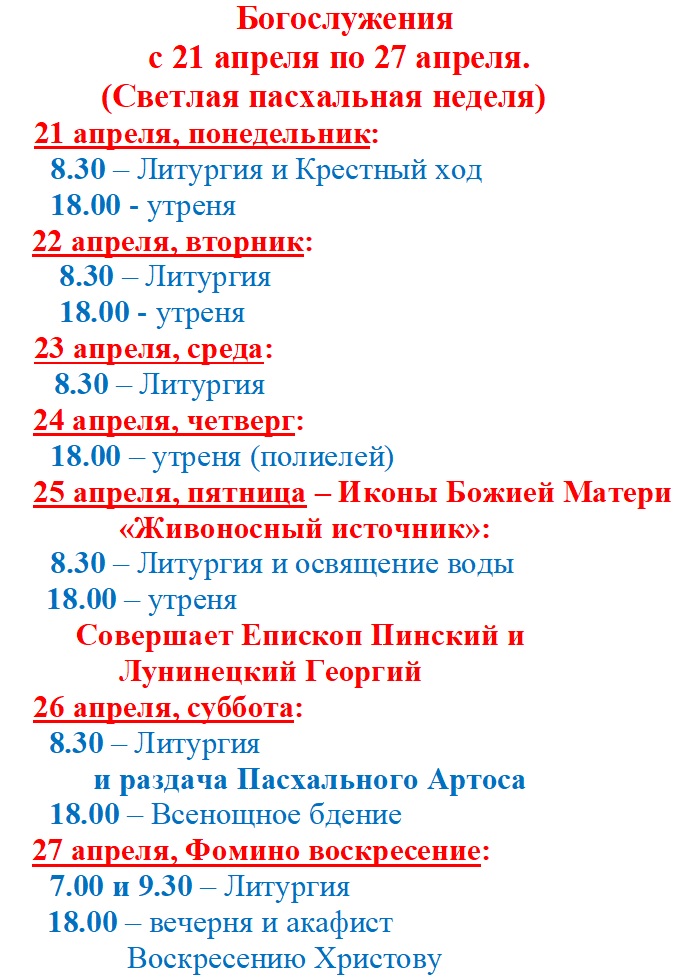 Богослужения
с 21 апреля по 27 апреля.
(Светлая пасхальная неделя)
21 апреля, понедельник:
8.30 – Литургия и Крестный ход
18.00 - утреня
22 апреля, вторник:
8.30 – Литургия
18.00 - утреня
23 апреля, среда:
8.30 – Литургия
24 апреля, четверг:
18.00 – утреня (полиелей)
25 апреля, пятница – Иконы Божией Матери
«Живоносный источник»:
8.30 – Литургия и освящение воды
18.00 – утреня
Совершает Епископ Пинский и
Лунинецкий Георгий
26 апреля, суббота:
8.30 – Литургия
и раздача Пасхального Артоса
18.00 – Всенощное бдение
27 апреля, Фомино воскресение:
7.00 и 9.30 – Литургия
18.00 – вечерня и акафист
Воскресению Христову